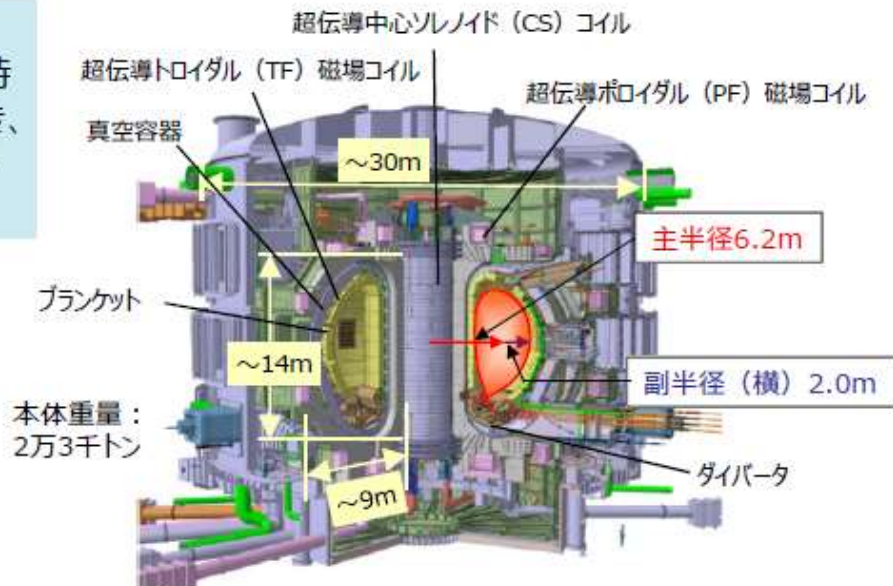 超伝導中心ソレノイド（CS）コイル
時
き、
超伝導トロイダル（TF）磁場コイル
超伝導ポロイダル（PF）磁場コイル
真空容器
～30m
主半径6.2m
ブランケット
～14m
副半径（横）2.0m
本体重量：
2万3千トン
ダイバータ
～9m